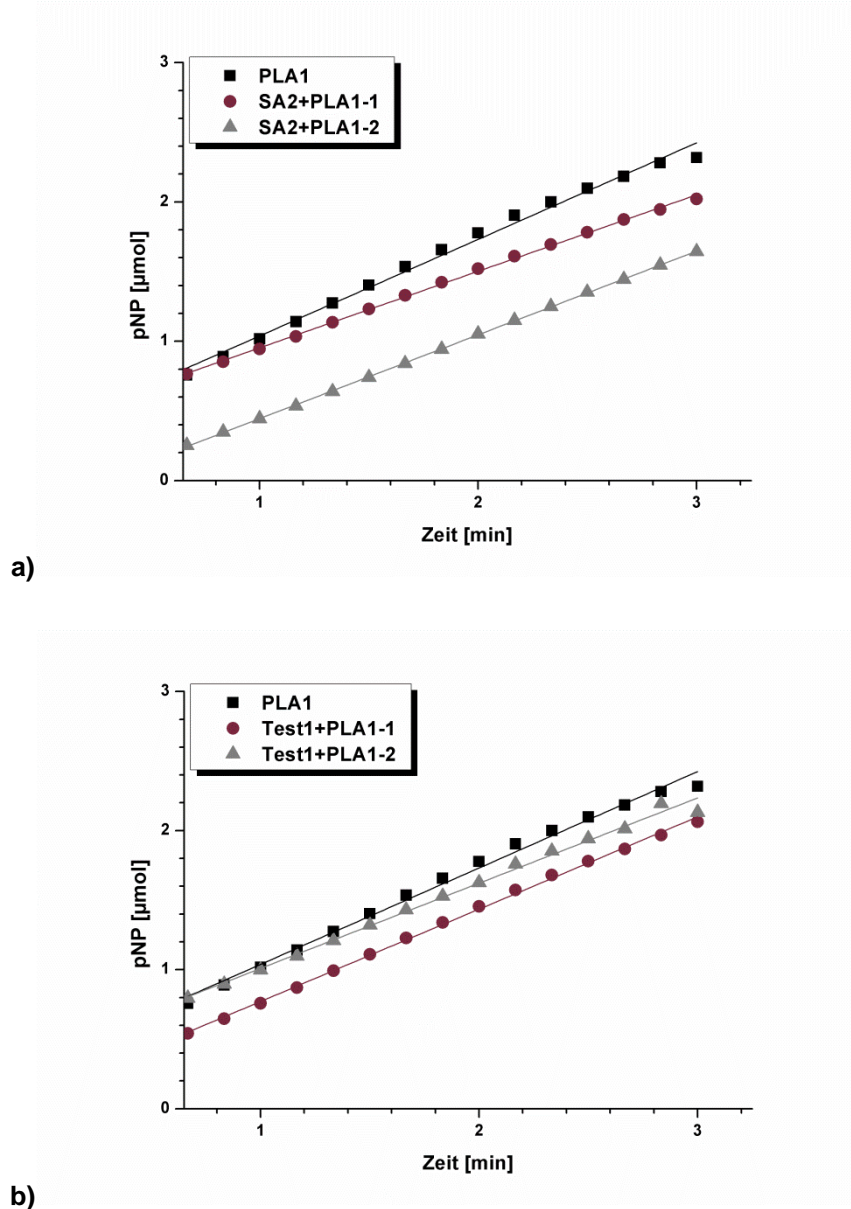 3
PLA1
SA2+PLA1-1
SA2+PLA1-2
2
pNP [µmol]
1
0
1 2 3
Zeit [min]
a)
3
PLA1
Test1+PLA1-1
Test1+PLA1-2
2
pNP [µmol]
1
0
1 2 3
Zeit [min]
b)